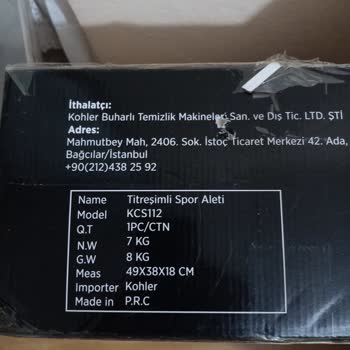 İthalatçı:
Kohler Buharlı Temizlik Makineleri San. ve Dış Tic. LTD. ŞTİ
Adres:
Mahmutbey Mah, 2406. Sok. İstoç Ticaret Merkezi 42. Ada,
Bağcılar/İstanbul
+90(212)438 25 92
Name Titreşimli Spor Aleti
Model KCS112
Q.T 1PC/CTN
N.W 7 KG
G.W 8 KG
Meas 49X38X18 CM
Importer Kohler
Made in P.R.C